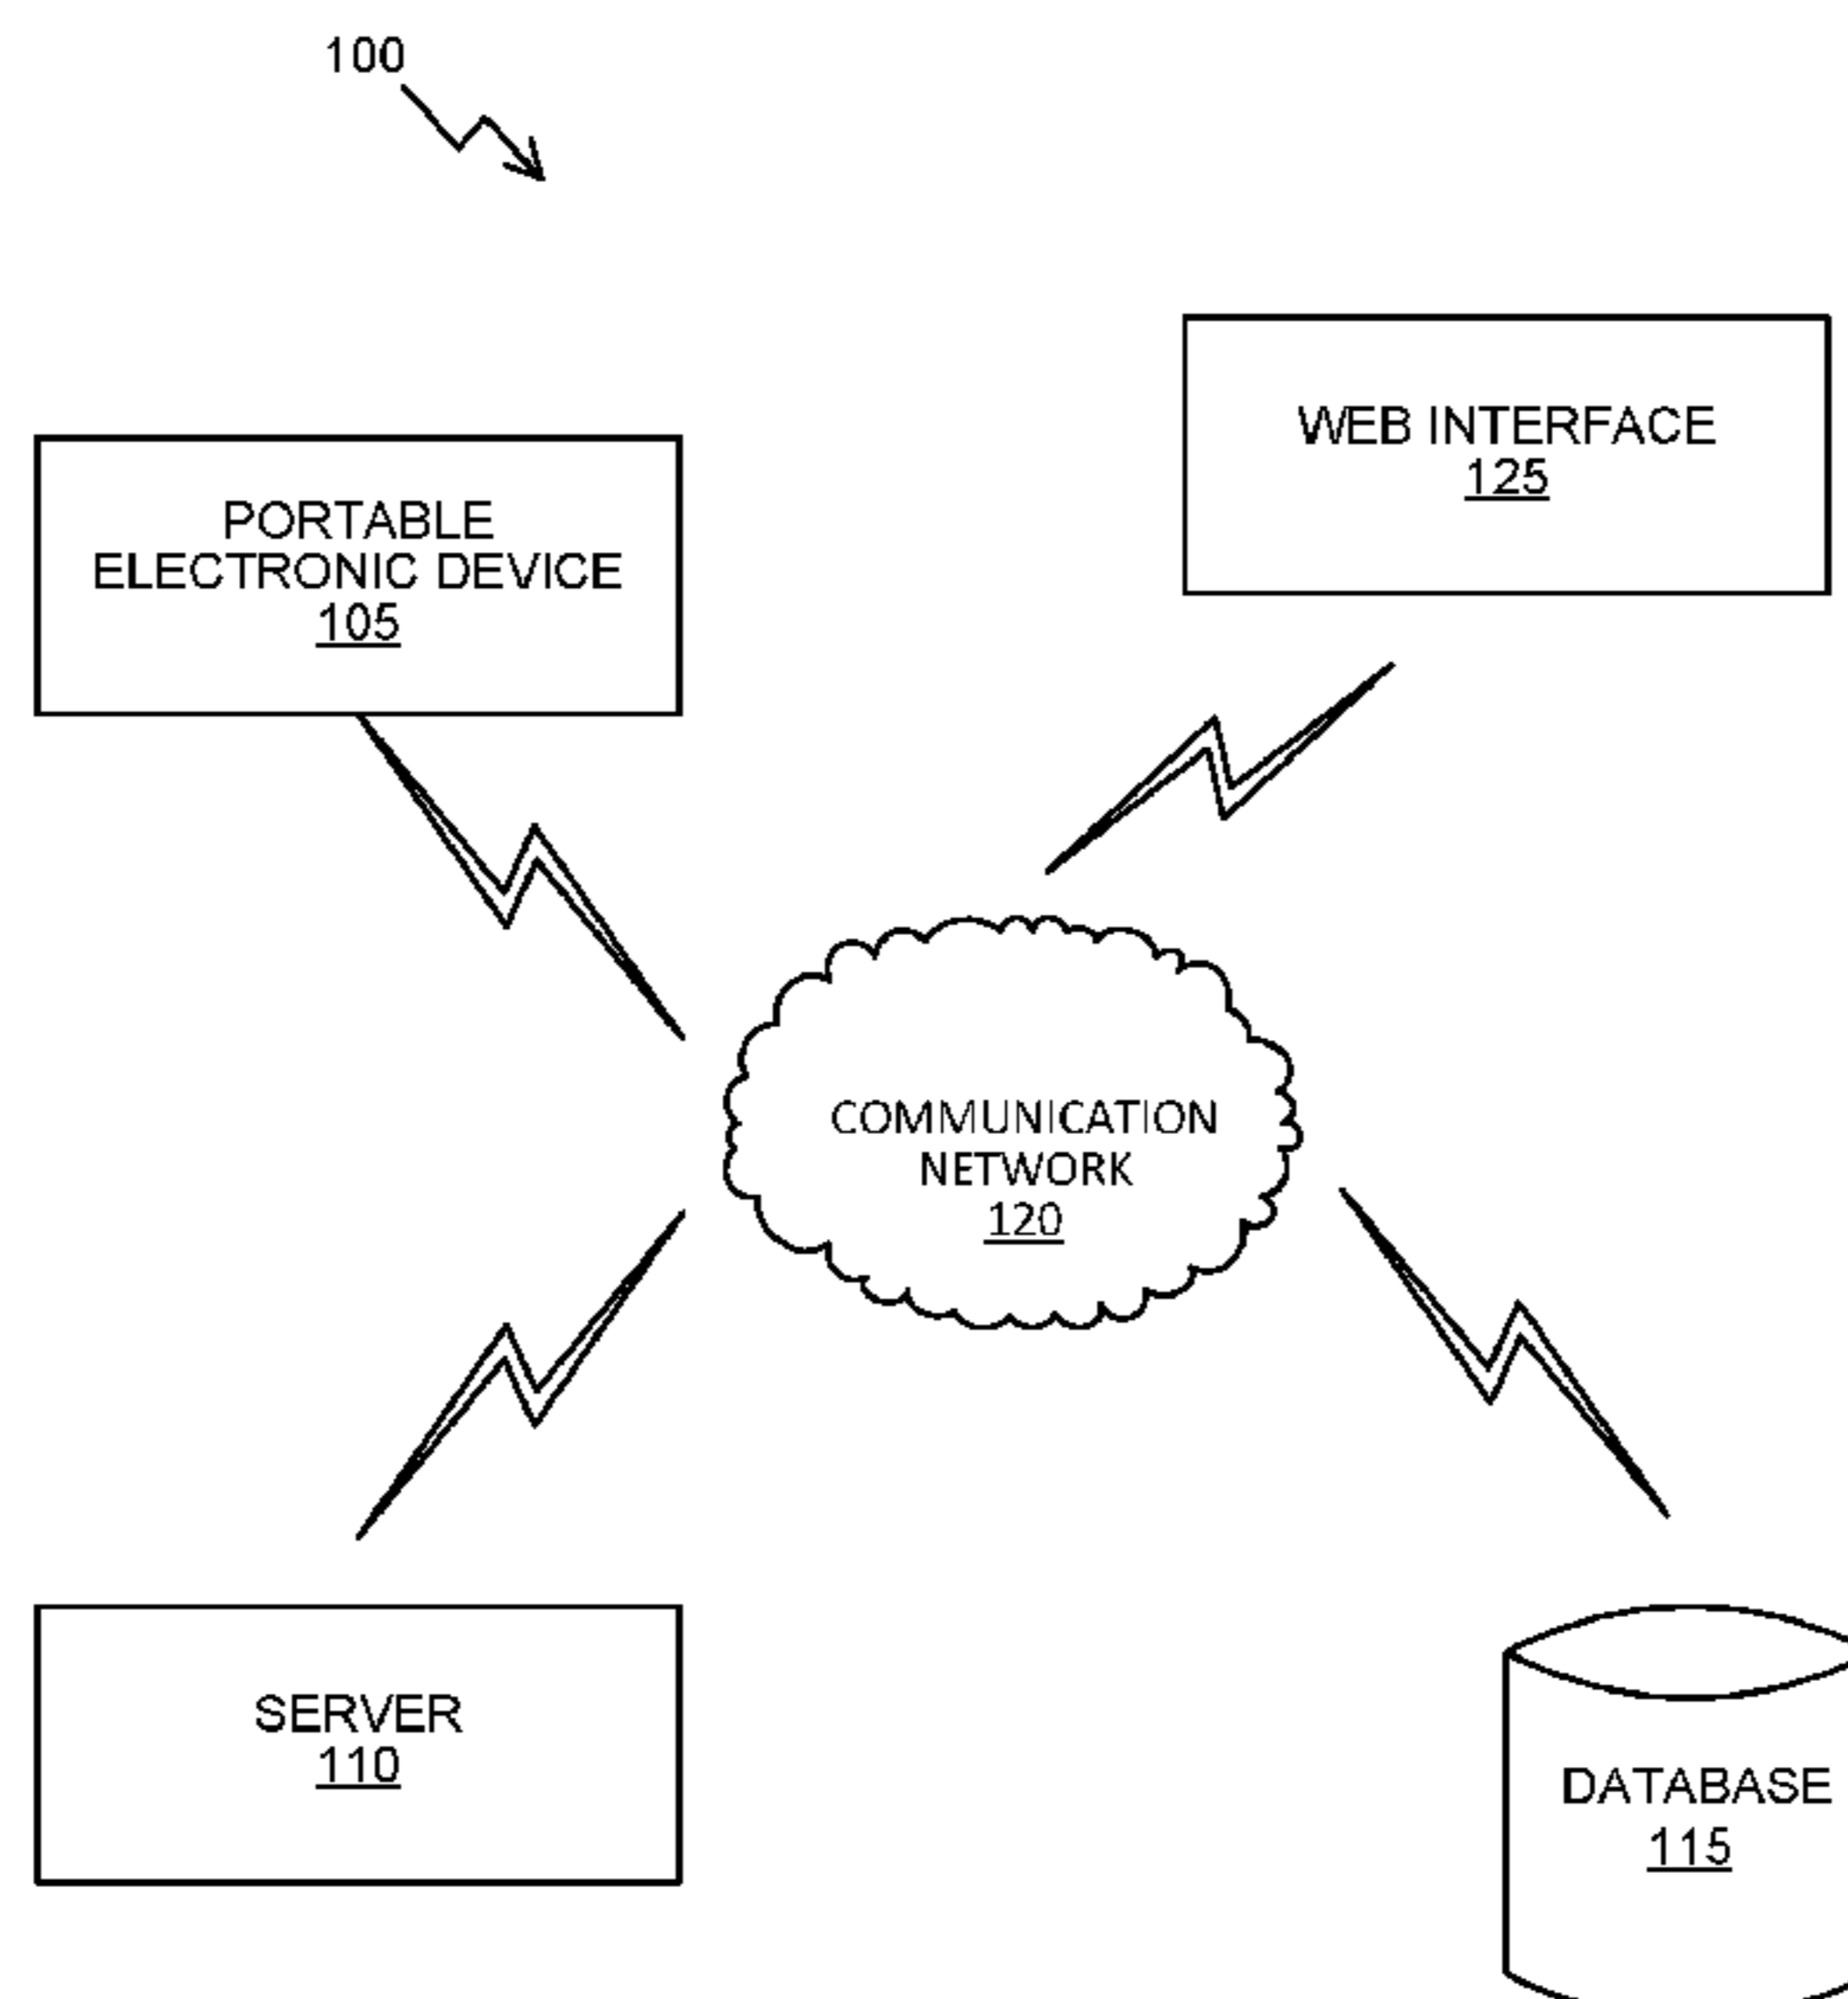 100
WEB INTERFACE
125
PORTABLE
ELECTRONIC DEVICE
105
COMMUNICATION
NETWORK
120
SERVER
110
DATABASE
115